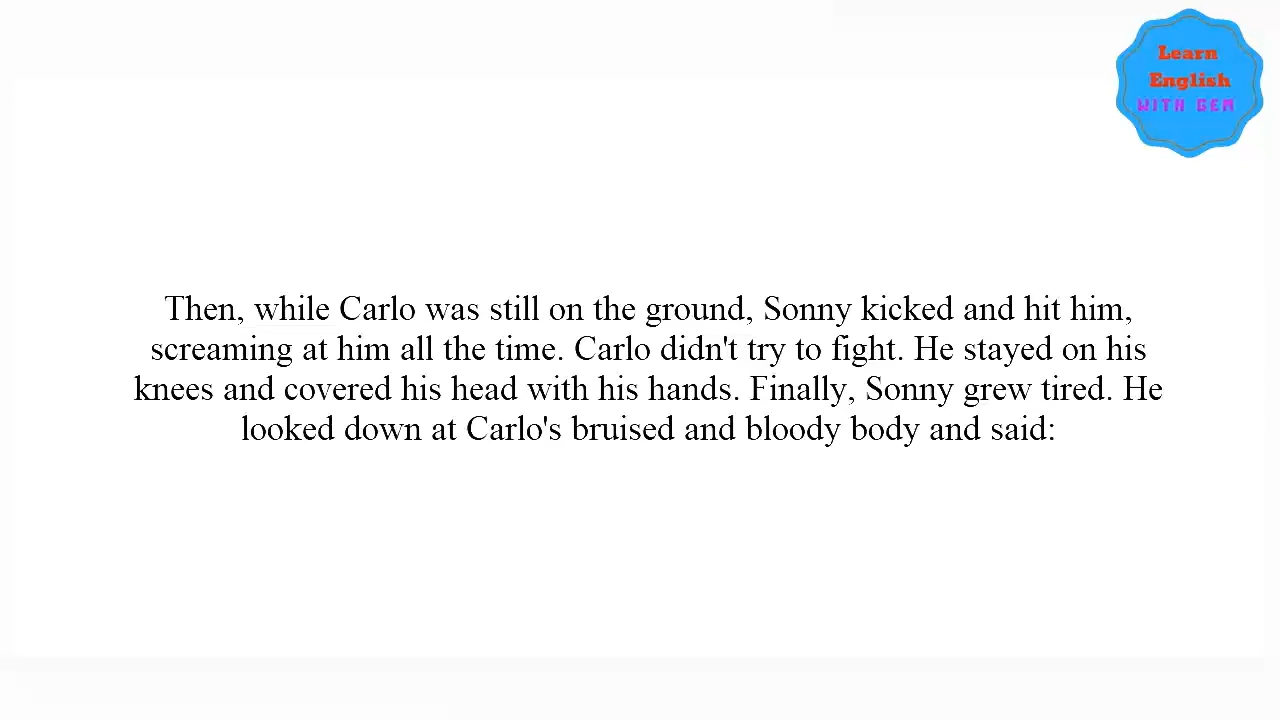 Learn
English
WITH GEM
Then, while Carlo was still on the ground, Sonny kicked and hit him,
screaming at him all the time. Carlo didn't try to fight. He stayed on his
knees and covered his head with his hands. Finally, Sonny grew tired. He
looked down at Carlo's bruised and bloody body and said: